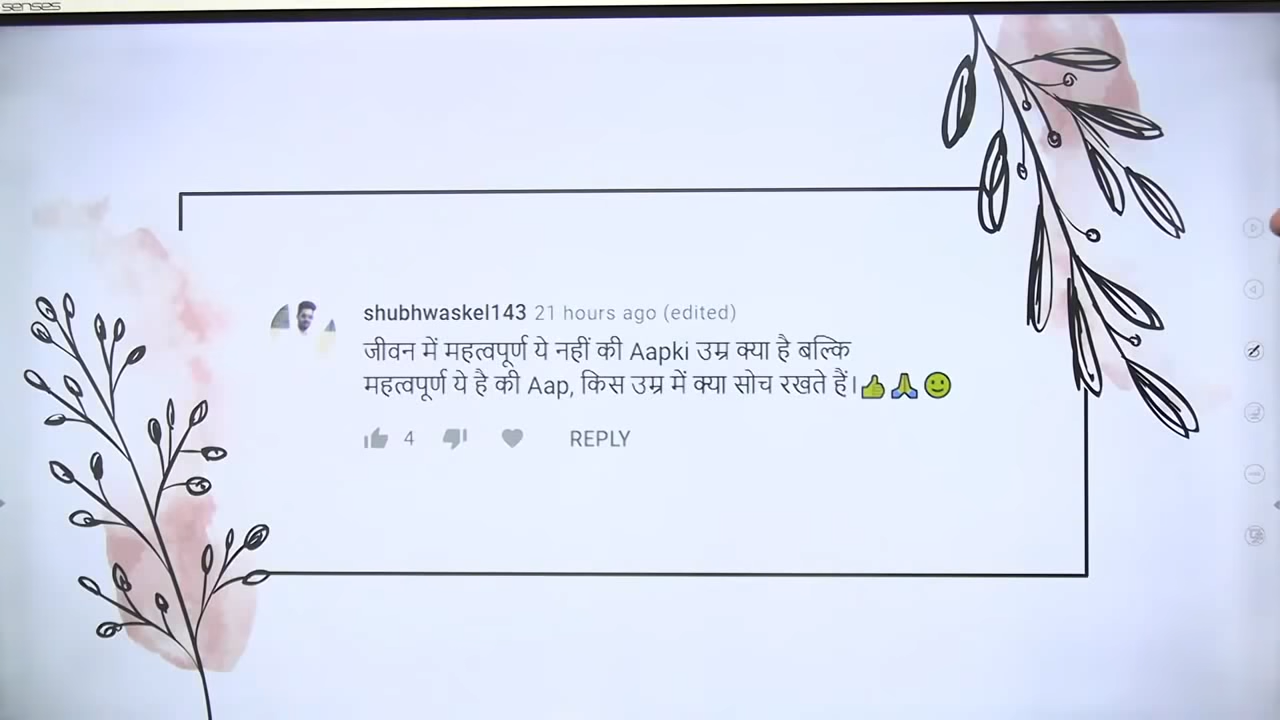 senses
shubhwaskel143 21 hours ago (edited)
जीवन में महत्वपूर्ण ये नहीं की Aapki उम्र क्या है बल्कि
महत्वपूर्ण ये है की Aap, किस उम्र में क्या सोच रखते हैं।👍🙏🙂
4 REPLY